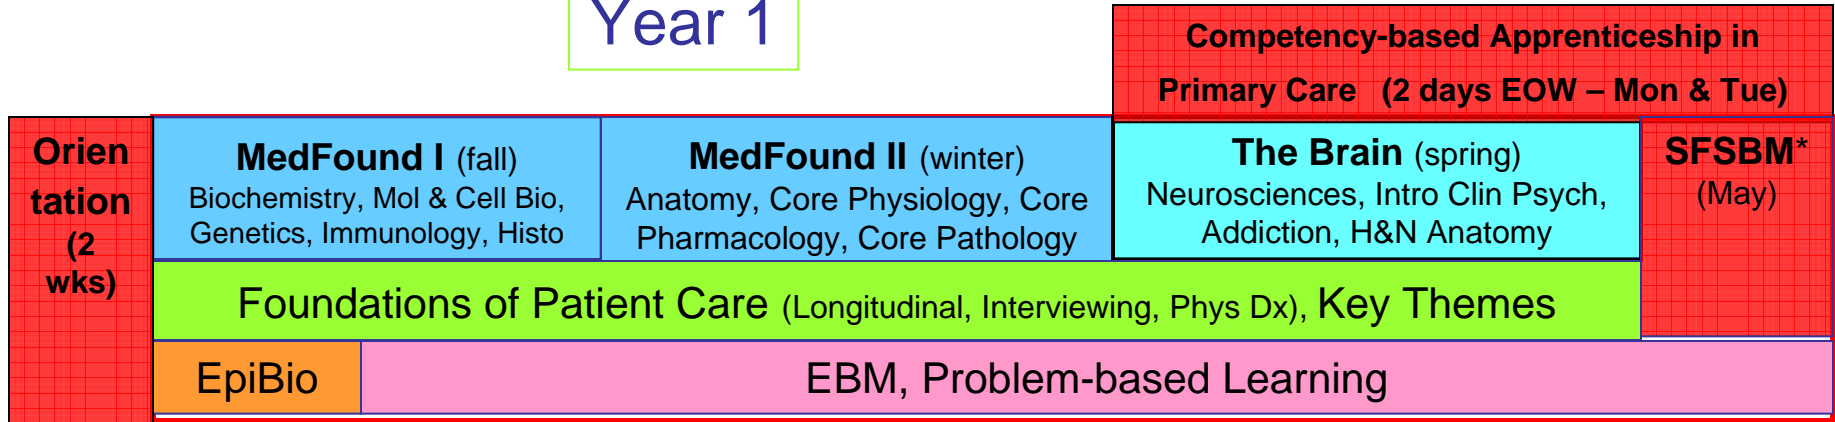 Year 1
Competency-based Apprenticeship in
Primary Care (2 days EOW – Mon & Tue)
Orien
tation
(2
wks)
MedFound I (fall)
Biochemistry, Mol & Cell Bio,
Genetics, Immunology, Histo
MedFound II (winter)
Anatomy, Core Physiology, Core
Pharmacology, Core Pathology
The Brain (spring)
Neurosciences, Intro Clin Psych,
Addiction, H&N Anatomy
SFSBM*
(May)
Foundations of Patient Care (Longitudinal, Interviewing, Phys Dx), Key Themes
EpiBio
EBM, Problem-based Learning